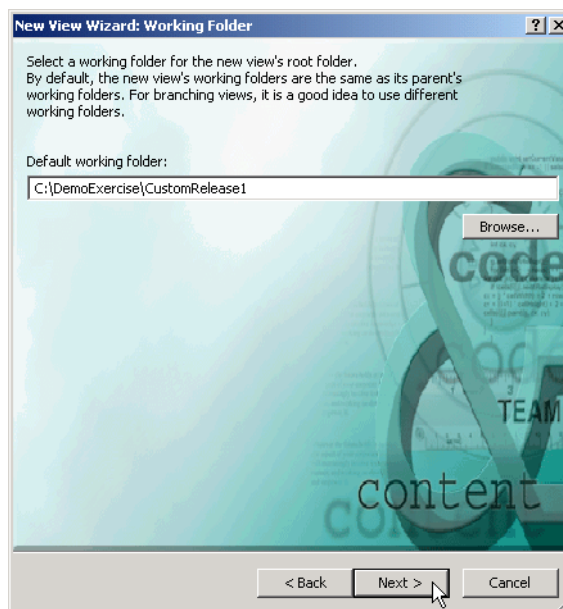 New View Wizard: Working Folder
Select a working folder for the new view's root folder.
By default, the new view's working folders are the same as its parent's
working folders. For branching views, it is a good idea to use different
working folders.
Default working folder:
C:\DemoExercise\CustomRelease1
Browse...
code
code
TEAM
content
content
< Back
Next >
Cancel